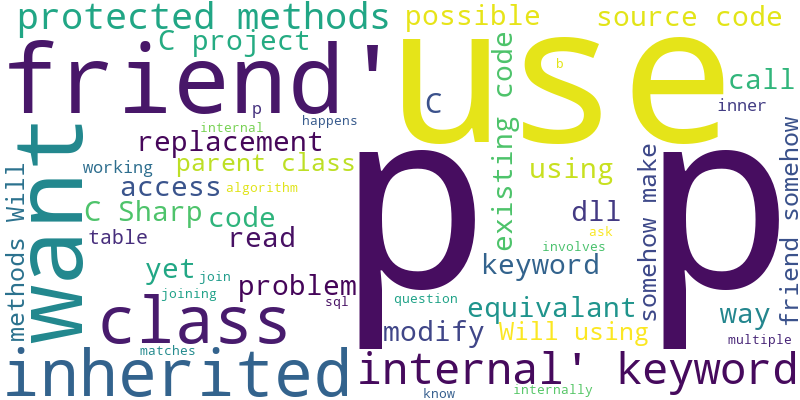 protected methods
possible
source code
C project
friend'
use
b
call
inner
p
happens
C
existing code
internal
replacement
want
working
parent class
using
access
algorithm
methods Will
C Sharp
code
dll
somehow make
friend somehow
table
read
ask
involves
p p
yet
join
keyword
problem
joining
sql
question
equivalant
way
class
modify
Will using
multiple
matches
inherited
internal' keyword
know
internally